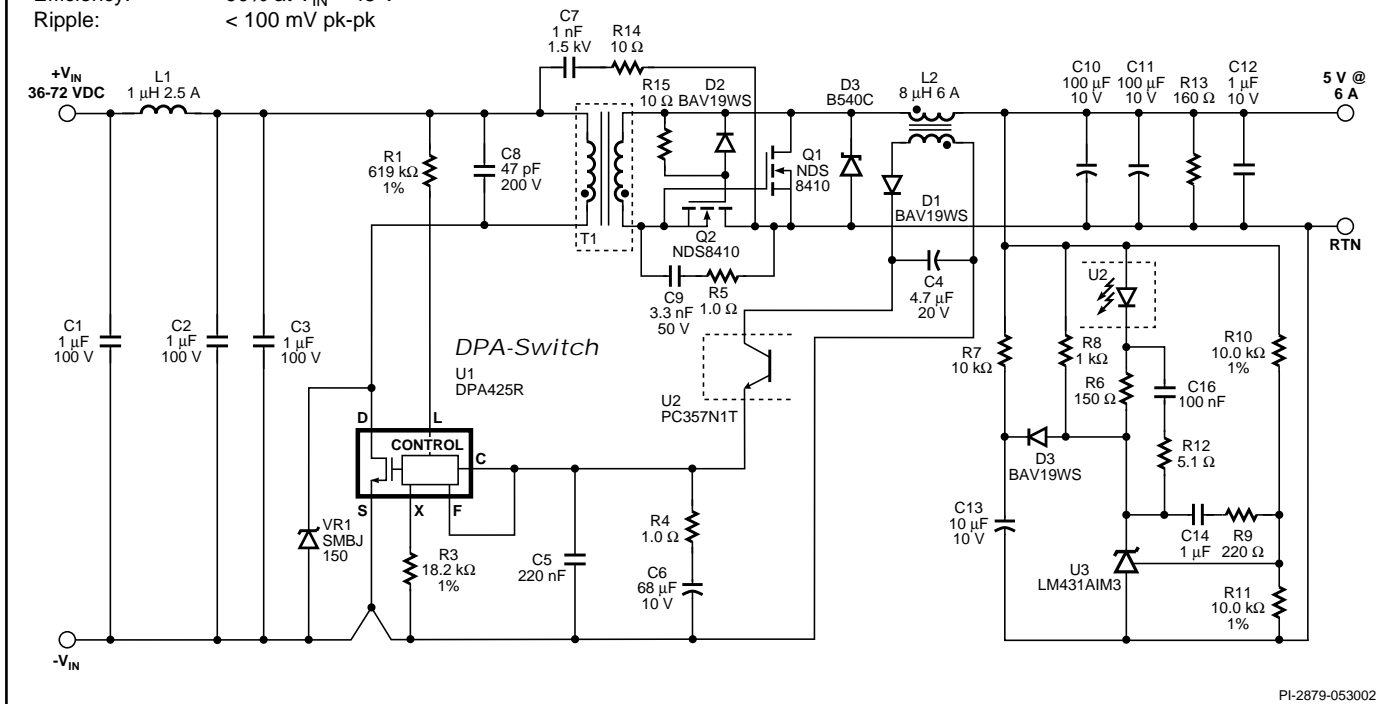 Ripple: < 100 mV pk-pk
C7
1 nF
1.5 kV
R14
10 Ω
+VIN
36-72 VDC
L1
1 µH 2.5 A
R15
10 Ω
D2
BAV19WS
D3
B540C
L2
8 µH 6 A
C10
100 µF
10 V
C11
100 µF
10 V
R13
160 Ω
C12
1 µF
10 V
5 V @
6 A
R1
619 kΩ
1%
C8
47 pF
200 V
Q1
NDS
8410
D1
BAV19WS
T1
Q2
NDS8410
RTN
C9
3.3 nF
50 V
R5
1.0 Ω
C4
4.7 µF
20 V
U2
C1
1 µF
100 V
C2
1 µF
100 V
C3
1 µF
100 V
DPA-Switch
U1
DPA425R
U2
PC357N1T
R7
10 kΩ
R8
1 kΩ
R6
150 Ω
C16
100 nF
R10
10.0 kΩ
1%
R12
5.1 Ω
D3
BAV19WS
D L
CONTROL
C
S X F
VR1
SMBJ
150
R3
18.2 kΩ
1%
C5
220 nF
R4
1.0 Ω
C6
68 µF
10 V
C13
10 µF
10 V
C14
1 µF
R9
220 Ω
U3
LM431AIM3
R11
10.0 kΩ
1%
-VIN
PI-2879-053002